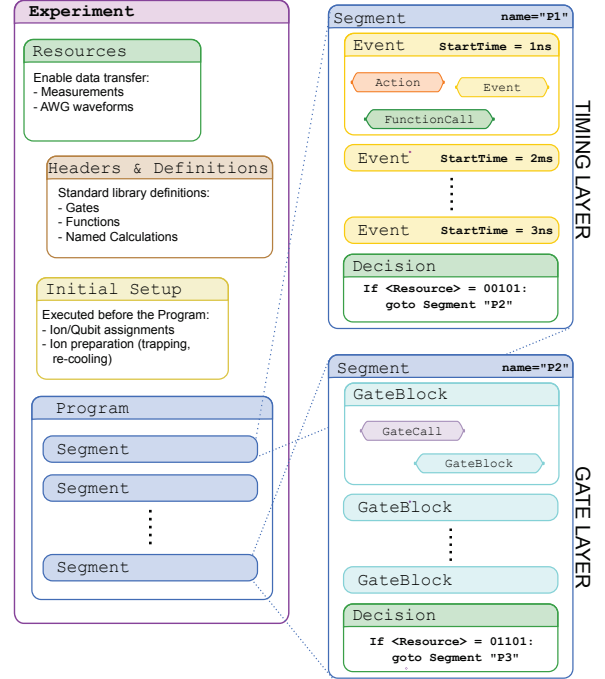 Experiment
Resources
Enable data transfer:
- Measurements
- AWG waveforms
Headers & Definitions
Standard library definitions:
- Gates
- Functions
- Named Calculations
Initial Setup
Executed before the Program:
- Ion/Qubit assignments
- Ion preparation (trapping,
re-cooling)
Program
Segment
Segment
Segment
Segment name="P1"
Event StartTime = 1ns
Action
Event
FunctionCall
Event StartTime = 2ms
Event StartTime = 3ns
Decision
If <Resource> = 00101:
goto Segment "P2"
TIMING LAYER
Segment name="P2"
GateBlock
GateCall
GateBlock
GateBlock
GateBlock
Decision
If <Resource> = 01101:
goto Segment "P3"
GATE LAYER